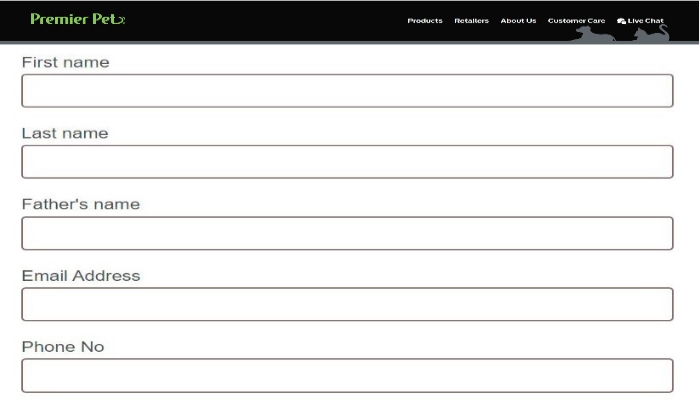 Premier Pet
Products Retailers About Us Customer Care Live Chat
First name
Last name
Father's name
Email Address
Phone No